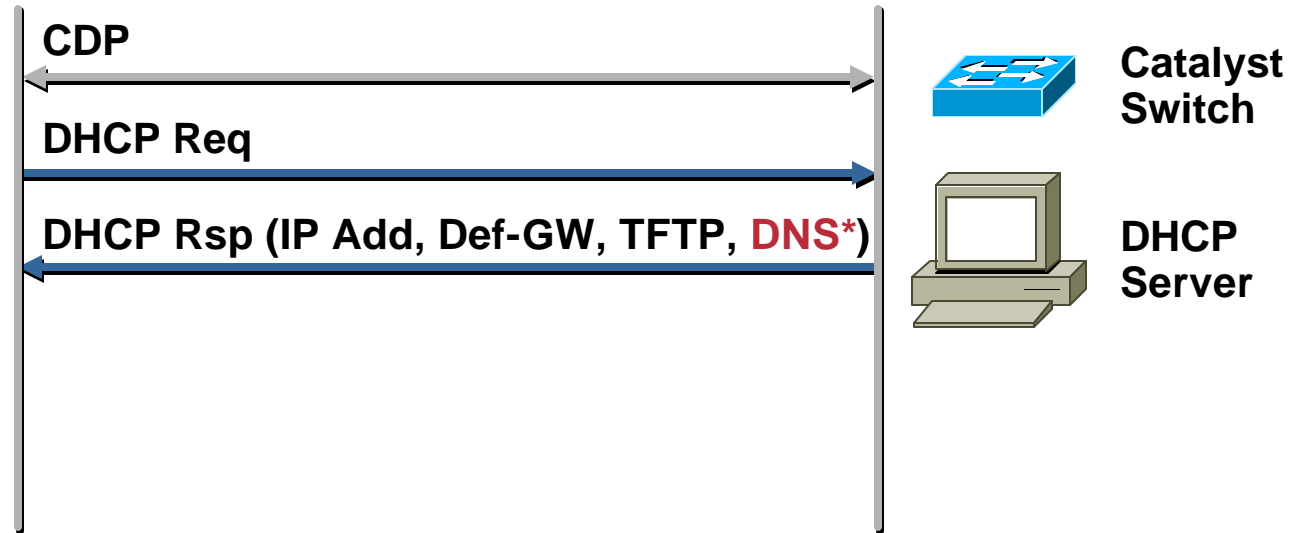 CDP
Catalyst
Switch
DHCP Req
DHCP Rsp (IP Add, Def-GW, TFTP, DNS*)
DHCP
Server